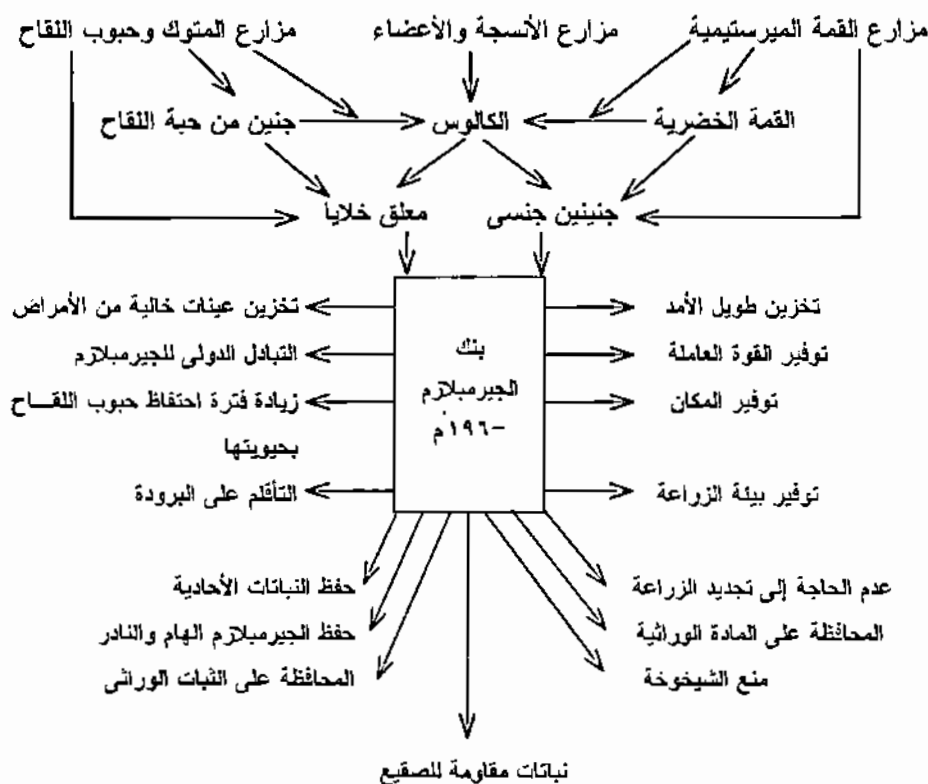 مزارع القمة الميرستيمية
مزارع الأنسجة والأعضاء
مزارع المتوك وحبوب اللقاح
القمة الخضرية
الكالوس
جنين من حبة اللقاح
جنينين جنسى
معلق خلايا
بنك
الجيرمبلازم
-١٩٦م
تخزين طويل الأمد
توفير القوة العاملة
توفير المكان
توفير بيئة الزراعة
تخزين عينات خالية من الأمراض
التبادل الدولى للجيرمبلازم
زيادة فترة احتفاظ حبوب اللقـــاح
بحيويتها
التأقلم على البرودة
عدم الحاجة إلى تجديد الزراعة
المحافظة على المادة الوراثية
منع الشيخوخة
حفظ النباتات الأحادية
حفظ الجيرمبلازم الهام والنادر
المحافظة على الثبات الوراثى
نباتات مقاومة للصقيع